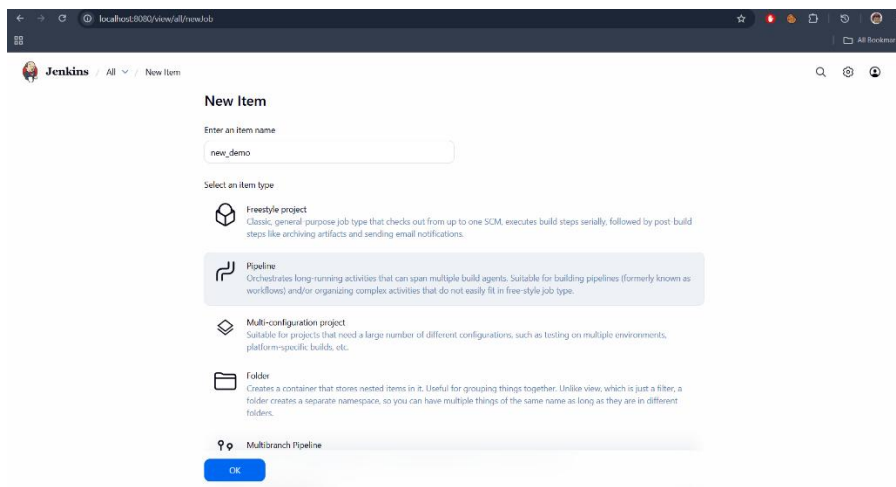 localhost:8080/view/all/newJob
All Bookmar
Jenkins / All / New Item
New Item
Enter an item name
new_demo
Select an item type
Freestyle project
Classic, general-purpose job type that checks out from up to one SCM, executes build steps serially, followed by post-build
steps like archiving artifacts and sending email notifications.
Pipeline
Orchestrates long-running activities that can span multiple build agents. Suitable for building pipelines (formerly known as
workflows) and/or organizing complex activities that do not easily fit in free-style job type.
Multi-configuration project
Suitable for projects that need a large number of different configurations, such as testing on multiple environments,
platform-specific builds, etc.
Folder
Creates a container that stores nested items in it. Useful for grouping things together. Unlike view, which is just a filter, a
folder creates a separate namespace, so you can have multiple things of the same name as long as they are in different
folders.
Multibranch Pipeline
OK